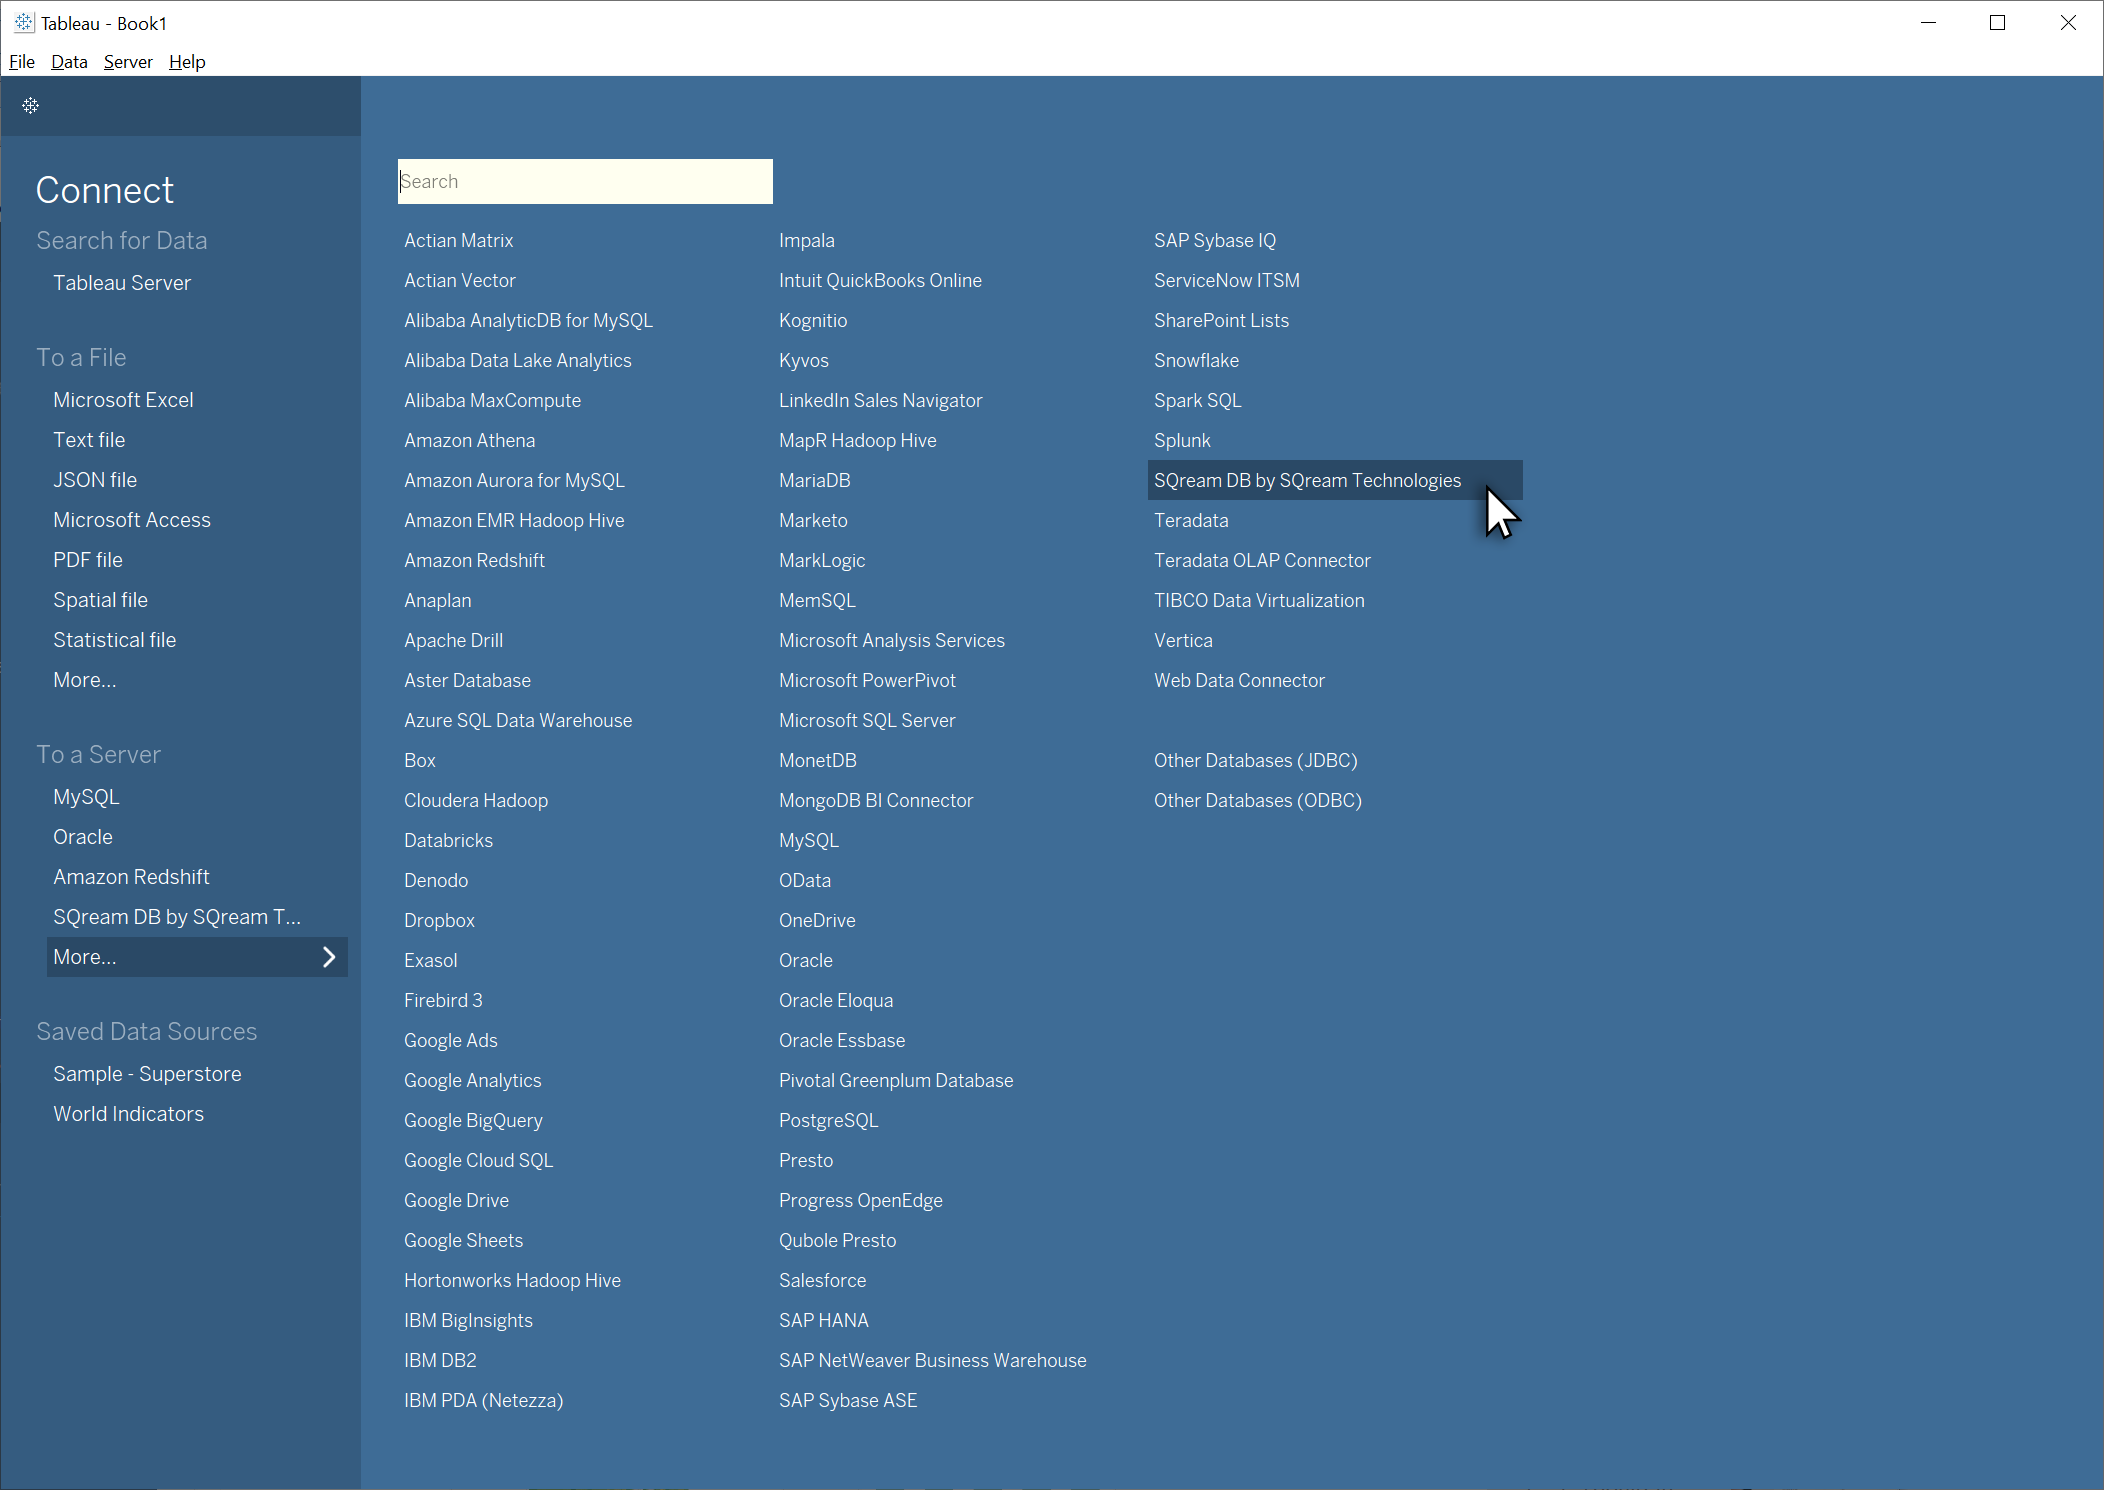 Tableau - Book1
File Data Server Help
Connect
Search for Data
Tableau Server
To a File
Microsoft Excel
Text file
JSON file
Microsoft Access
PDF file
Spatial file
Statistical file
More...
To a Server
MySQL
Oracle
Amazon Redshift
SQream DB by SQream T...
More...
Saved Data Sources
Sample - Superstore
World Indicators
Search
Actian Matrix
Actian Vector
Alibaba AnalyticDB for MySQL
Alibaba Data Lake Analytics
Alibaba MaxCompute
Amazon Athena
Amazon Aurora for MySQL
Amazon EMR Hadoop Hive
Amazon Redshift
Anaplan
Apache Drill
Aster Database
Azure SQL Data Warehouse
Box
Cloudera Hadoop
Databricks
Denodo
Dropbox
Exasol
Firebird 3
Google Ads
Google Analytics
Google BigQuery
Google Cloud SQL
Google Drive
Google Sheets
Hortonworks Hadoop Hive
IBM BigInsights
IBM DB2
IBM PDA (Netezza)
Impala
Intuit QuickBooks Online
Kognitio
Kyvos
LinkedIn Sales Navigator
MapR Hadoop Hive
MariaDB
Marketo
MarkLogic
MemSQL
Microsoft Analysis Services
Microsoft PowerPivot
Microsoft SQL Server
MonetDB
MongoDB BI Connector
MySQL
OData
OneDrive
Oracle
Oracle Eloqua
Oracle Essbase
Pivotal Greenplum Database
PostgreSQL
Presto
Progress OpenEdge
Qubole Presto
Salesforce
SAP HANA
SAP NetWeaver Business Warehouse
SAP Sybase ASE
SAP Sybase IQ
ServiceNow ITSM
SharePoint Lists
Snowflake
Spark SQL
Splunk
SQream DB by SQream Technologies
Teradata
Teradata OLAP Connector
TIBCO Data Virtualization
Vertica
Web Data Connector
Other Databases (JDBC)
Other Databases (ODBC)